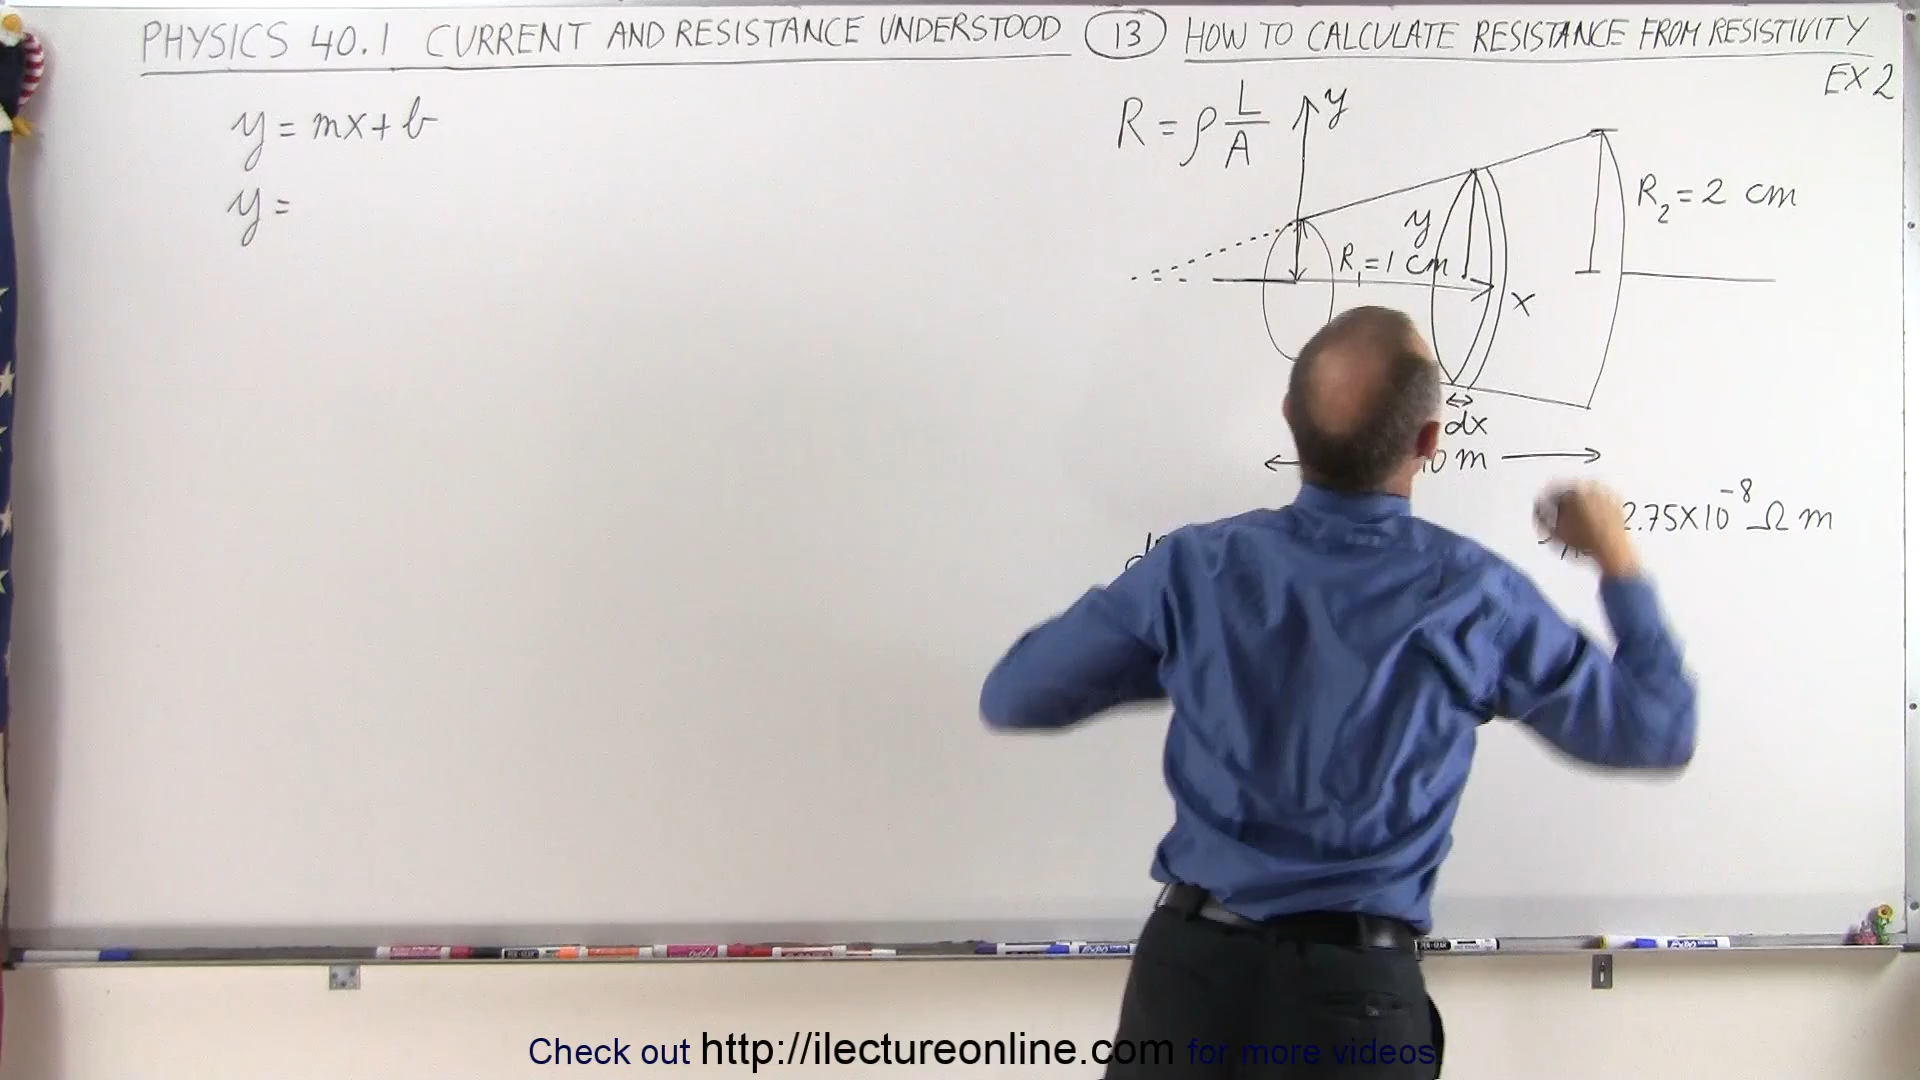 PHYSICS 40.1 CURRENT AND RESISTANCE UNDERSTOOD 13 HOW TO CALCULATE RESISTANCE FROM RESISTIVITY
EX 2
y = mx + b
y =
R = ρ L/A
y
R₂ = 2 cm
y
R₁ = 1 cm
x
dx
m
2.75X10⁻⁸ Ω m
Check out http://ilectureonline.com for more videos